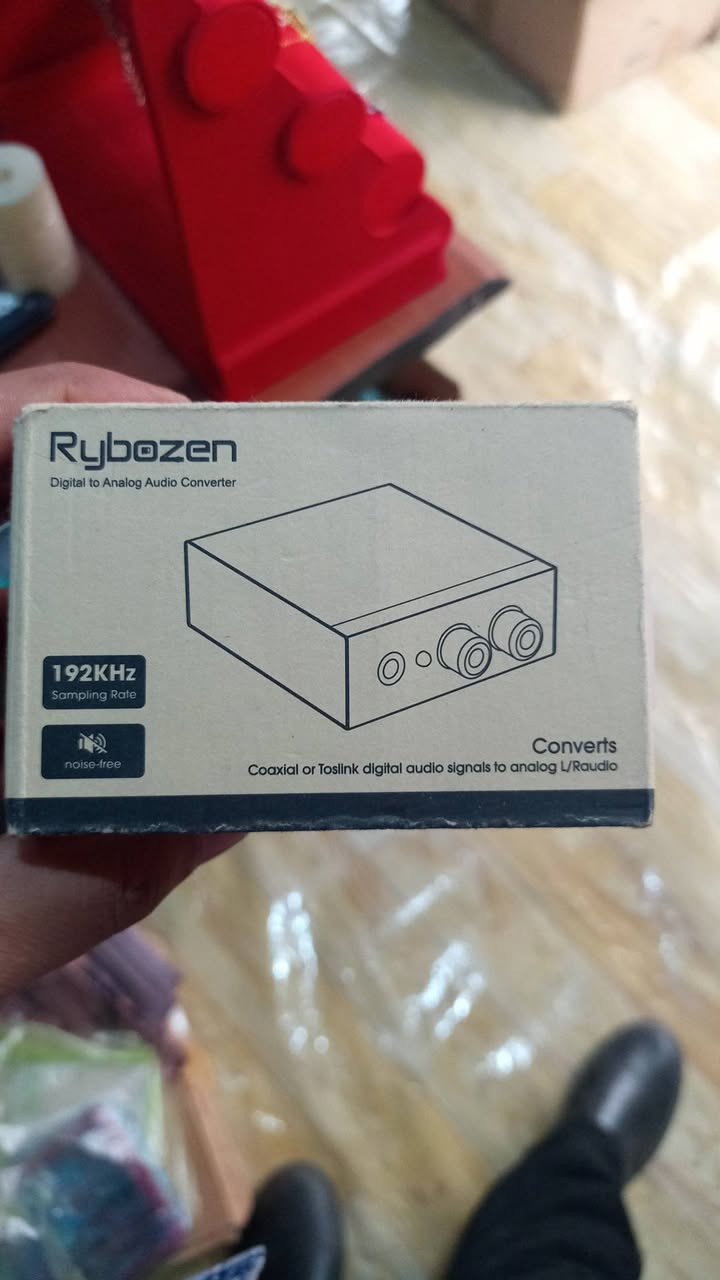 Rybozen
Digital to Analog Audio Converter
192KHz
Sampling Rate
noise-free
Converts
Coaxial or Toslink digital audio signals to analog L/Raudio